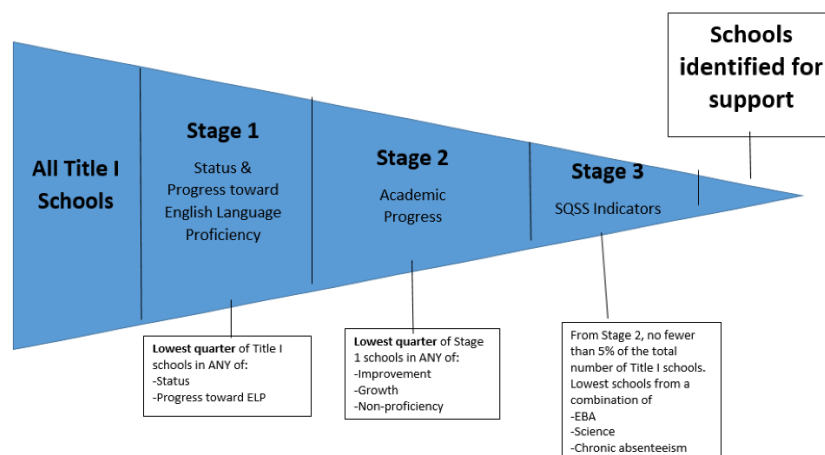 All Title I
Schools
Stage 1
Status &
Progress toward
English Language
Proficiency
Stage 2
Academic
Progress
Stage 3
SQSS Indicators
Schools
identified for
support
Lowest quarter of Title I
schools in ANY of:
-Status
-Progress toward ELP
Lowest quarter of Stage
1 schools in ANY of:
-Improvement
-Growth
-Non-proficiency
From Stage 2, no fewer
than 5% of the total
number of Title I schools.
Lowest schools from a
combination of
-EBA
-Science
-Chronic absenteeism